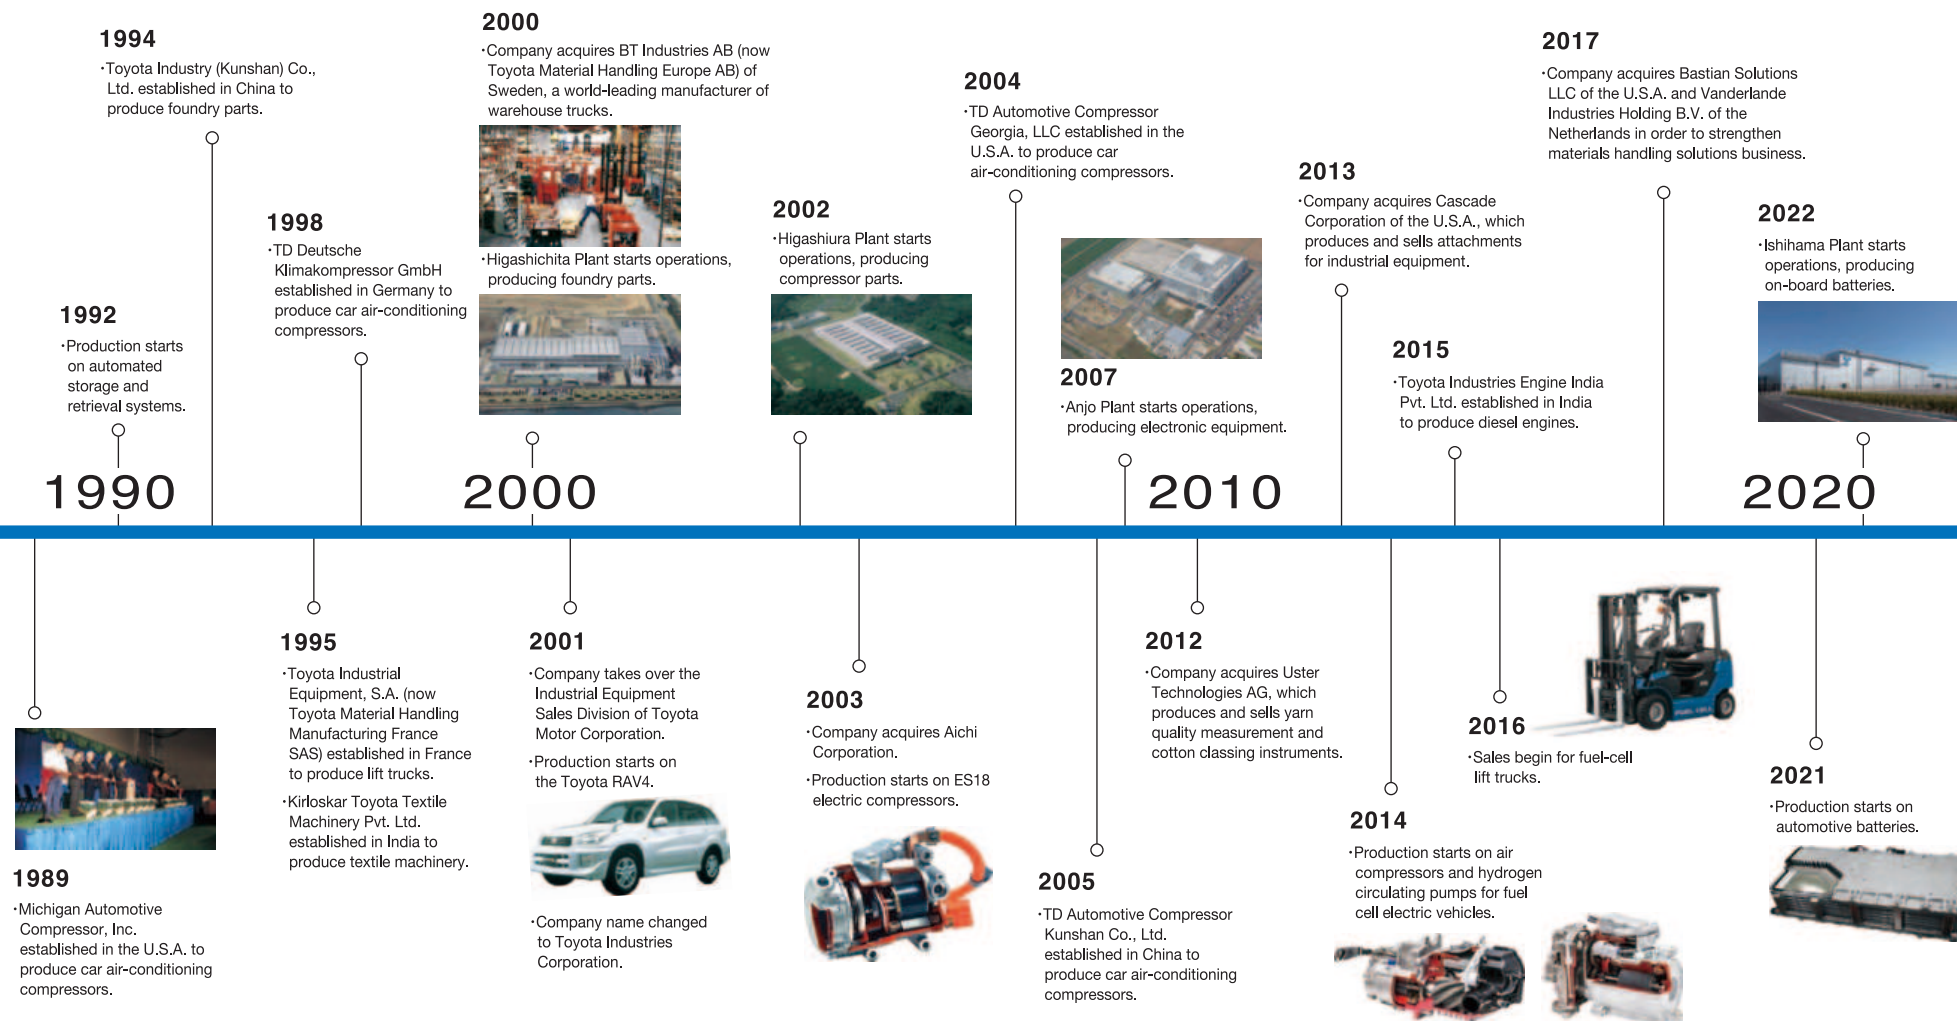 1994
・Toyota Industry (Kunshan) Co.,
Ltd. established in China to
produce foundry parts.
2000
・Company acquires BT Industries AB (now
Toyota Material Handling Europe AB) of
Sweden, a world-leading manufacturer of
warehouse trucks.
・Higashichita Plant starts operations,
producing foundry parts.
2004
・TD Automotive Compressor
Georgia, LLC established in the
U.S.A. to produce car
air-conditioning compressors.
2017
・Company acquires Bastian Solutions
LLC of the U.S.A. and Vanderlande
Industries Holding B.V. of the
Netherlands in order to strengthen
materials handling solutions business.
1998
・TD Deutsche
Klimakompressor GmbH
established in Germany to
produce car air-conditioning
compressors.
2002
・Higashiura Plant starts
operations, producing
compressor parts.
2013
・Company acquires Cascade
Corporation of the U.S.A., which
produces and sells attachments
for industrial equipment.
2022
・Ishihama Plant starts
operations, producing
on-board batteries.
1992
・Production starts
on automated
storage and
retrieval systems.
2007
・Anjo Plant starts operations,
producing electronic equipment.
2015
・Toyota Industries Engine India
Pvt. Ltd. established in India
to produce diesel engines.
1990
2000
2010
2020
1989
・Michigan Automotive
Compressor, Inc.
established in the U.S.A. to
produce car air-conditioning
compressors.
1995
・Toyota Industrial
Equipment, S.A. (now
Toyota Material Handling
Manufacturing France
SAS) established in France
to produce lift trucks.
・Kirloskar Toyota Textile
Machinery Pvt. Ltd.
established in India to
produce textile machinery.
2001
・Company takes over the
Industrial Equipment
Sales Division of Toyota
Motor Corporation.
・Production starts on
the Toyota RAV4.
・Company name changed
to Toyota Industries
Corporation.
2003
・Company acquires Aichi
Corporation.
・Production starts on ES18
electric compressors.
2005
・TD Automotive Compressor
Kunshan Co., Ltd.
established in China to
produce car air-conditioning
compressors.
2012
・Company acquires Uster
Technologies AG, which
produces and sells yarn
quality measurement and
cotton classing instruments.
2014
・Production starts on air
compressors and hydrogen
circulating pumps for fuel
cell electric vehicles.
2016
・Sales begin for fuel-cell
lift trucks.
FUEL CELL
2021
・Production starts on
automotive batteries.